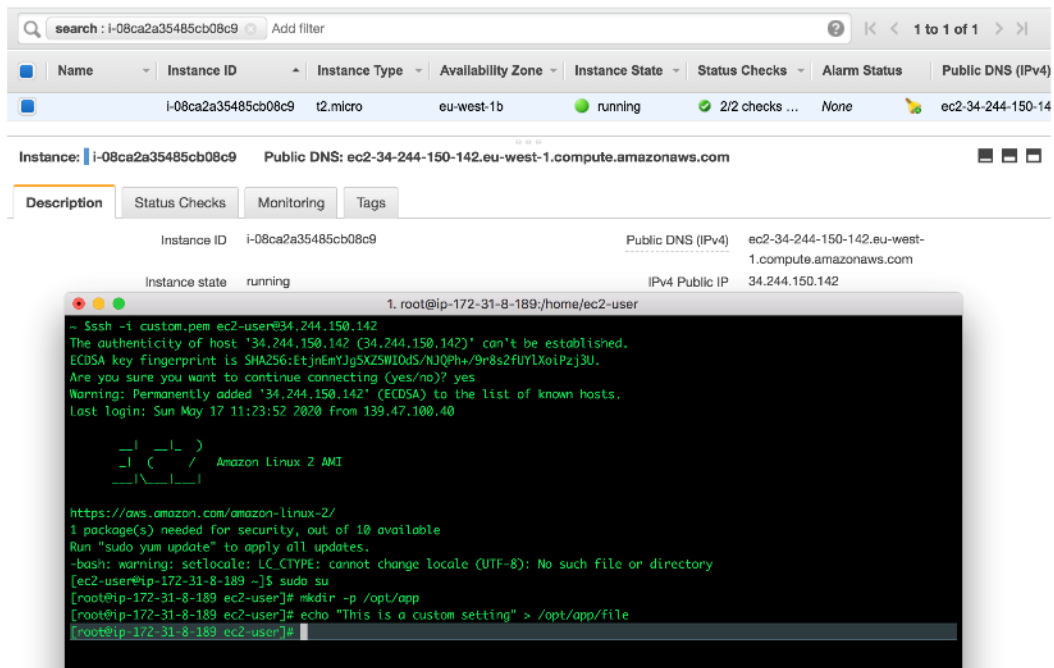 search : i-08ca2a35485cb08c9 Add filter 1 to 1 of 1
Name Instance ID Instance Type Availability Zone Instance State Status Checks Alarm Status Public DNS (IPv4)
i-08ca2a35485cb08c9 t2.micro eu-west-1b running 2/2 checks ... None ec2-34-244-150-14
Instance: i-08ca2a35485cb08c9 Public DNS: ec2-34-244-150-142.eu-west-1.compute.amazonaws.com
Description Status Checks Monitoring Tags
Instance ID i-08ca2a35485cb08c9 Public DNS (IPv4) ec2-34-244-150-142.eu-west-
1.compute.amazonaws.com
Instance state running IPv4 Public IP 34.244.150.142
1. root@ip-172-31-8-189:/home/ec2-user
~ $ssh -i custom.pem ec2-user@34.244.150.142
The authenticity of host '34.244.150.142 (34.244.150.142)' can't be established.
ECDSA key fingerprint is SHA256:EtjnEmYJg5XZ5WIOdS/NJQPh+/9r8s2fUYlXoiPzj3U.
Are you sure you want to continue connecting (yes/no)? yes
Warning: Permanently added '34.244.150.142' (ECDSA) to the list of known hosts.
Last login: Sun May 17 11:23:52 2020 from 139.47.100.40
__| __|_ )
_| ( / Amazon Linux 2 AMI
___|\___|___|
https://aws.amazon.com/amazon-linux-2/
1 package(s) needed for security, out of 10 available
Run "sudo yum update" to apply all updates.
-bash: warning: setlocale: LC_CTYPE: cannot change locale (UTF-8): No such file or directory
[ec2-user@ip-172-31-8-189 ~]$ sudo su
[root@ip-172-31-8-189 ec2-user]# mkdir -p /opt/app
[root@ip-172-31-8-189 ec2-user]# echo "This is a custom setting" > /opt/app/file
[root@ip-172-31-8-189 ec2-user]#